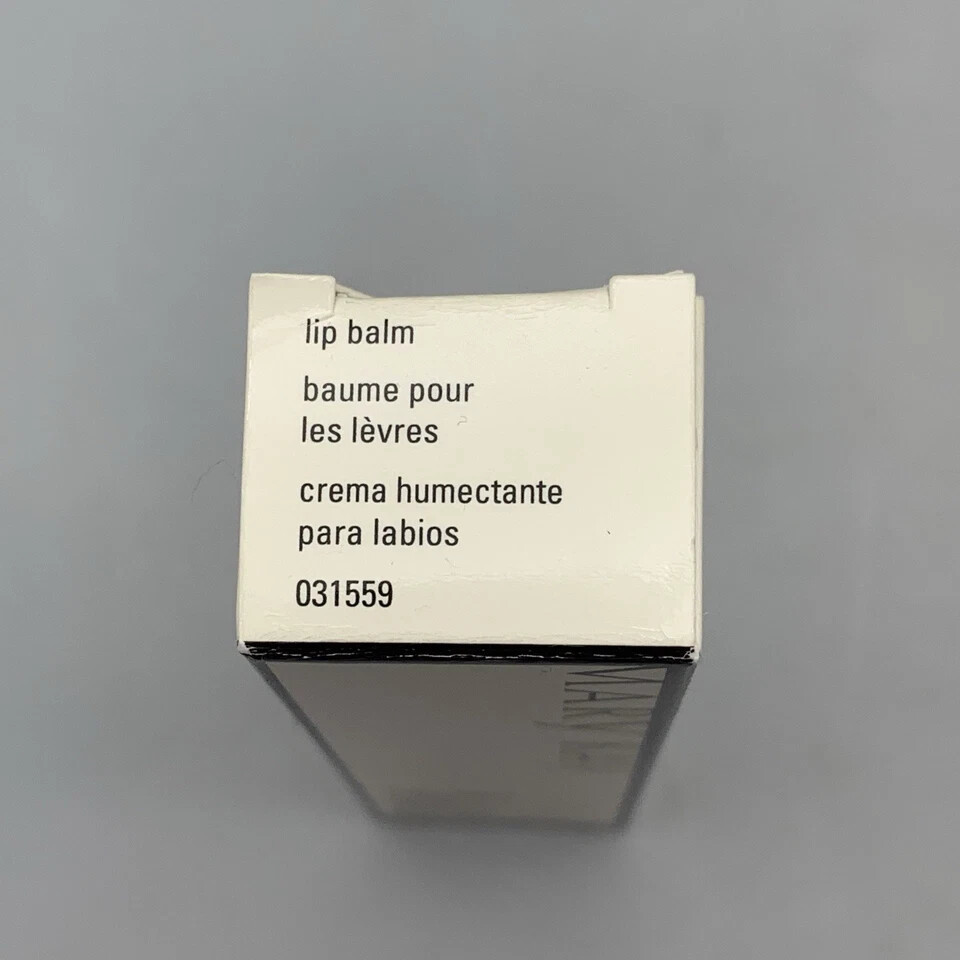 lip balm
baume pour
les lèvres
crema humectante
para labios
031559